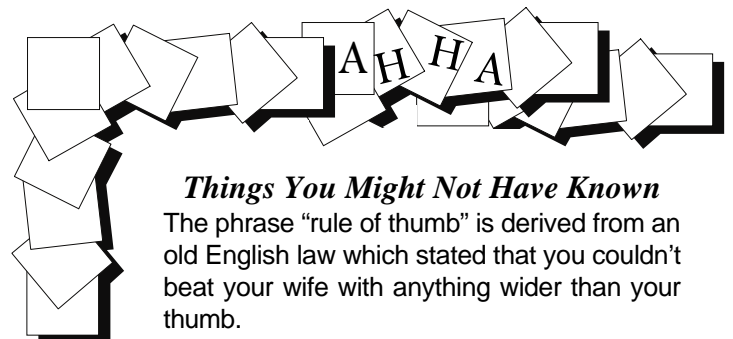 AHHA
Things You Might Not Have Known
The phrase “rule of thumb” is derived from an
old English law which stated that you couldn’t
beat your wife with anything wider than your
thumb.